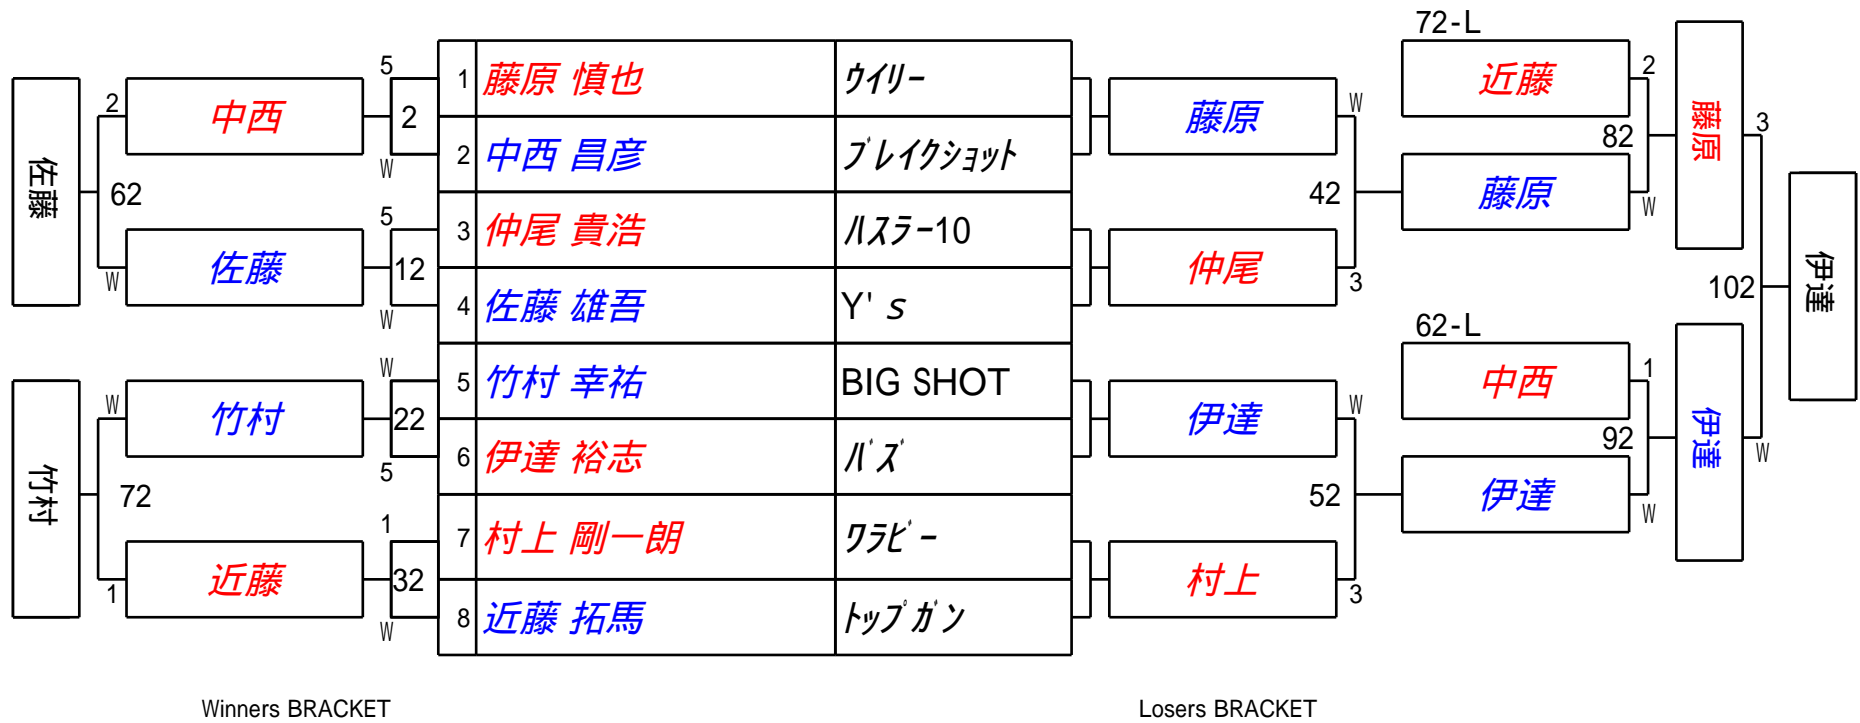 72-L
5
1 藤原 慎也 ウイリー
近藤
2
藤原
3
2
中西
2
藤原
W
佐藤
62
W
2 中西 昌彦 ブレイクショット
82
42
藤原
W
伊達
5
3 仲尾 貴浩 ハスラー10
W
佐藤
12
仲尾
3
102
W
4 佐藤 雄吾 Y's
62-L
W
5 竹村 幸祐 BIG SHOT
中西
1
竹村
W
竹村
22
伊達
W
伊達
W
5
6 伊達 裕志 バズ
92
72
52
伊達
W
1
7 村上 剛一朗 ワラビー
1
近藤
32
村上
3
W
8 近藤 拓馬 トップガン
Winners BRACKET
Losers BRACKET